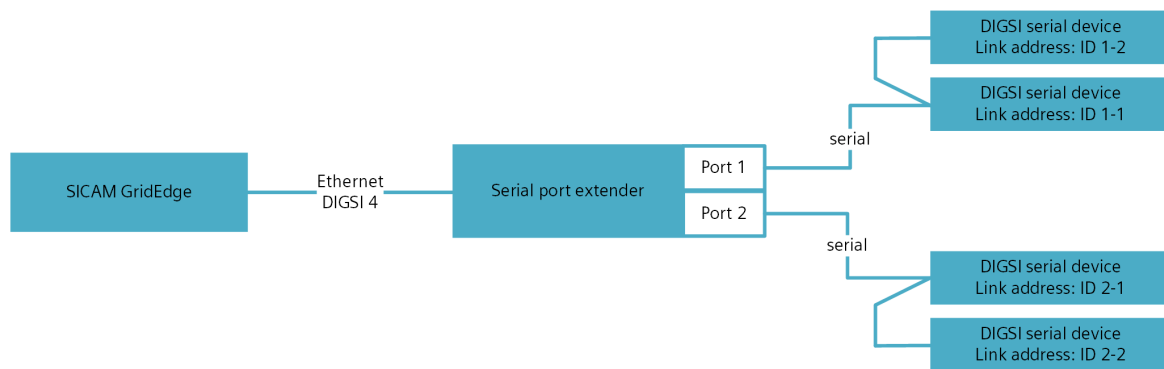 SICAM GridEdge
Ethernet
DIGSI 4
Serial port extender
Port 1
Port 2
serial
serial
DIGSI serial device
Link address: ID 1-2
DIGSI serial device
Link address: ID 1-1
DIGSI serial device
Link address: ID 2-1
DIGSI serial device
Link address: ID 2-2